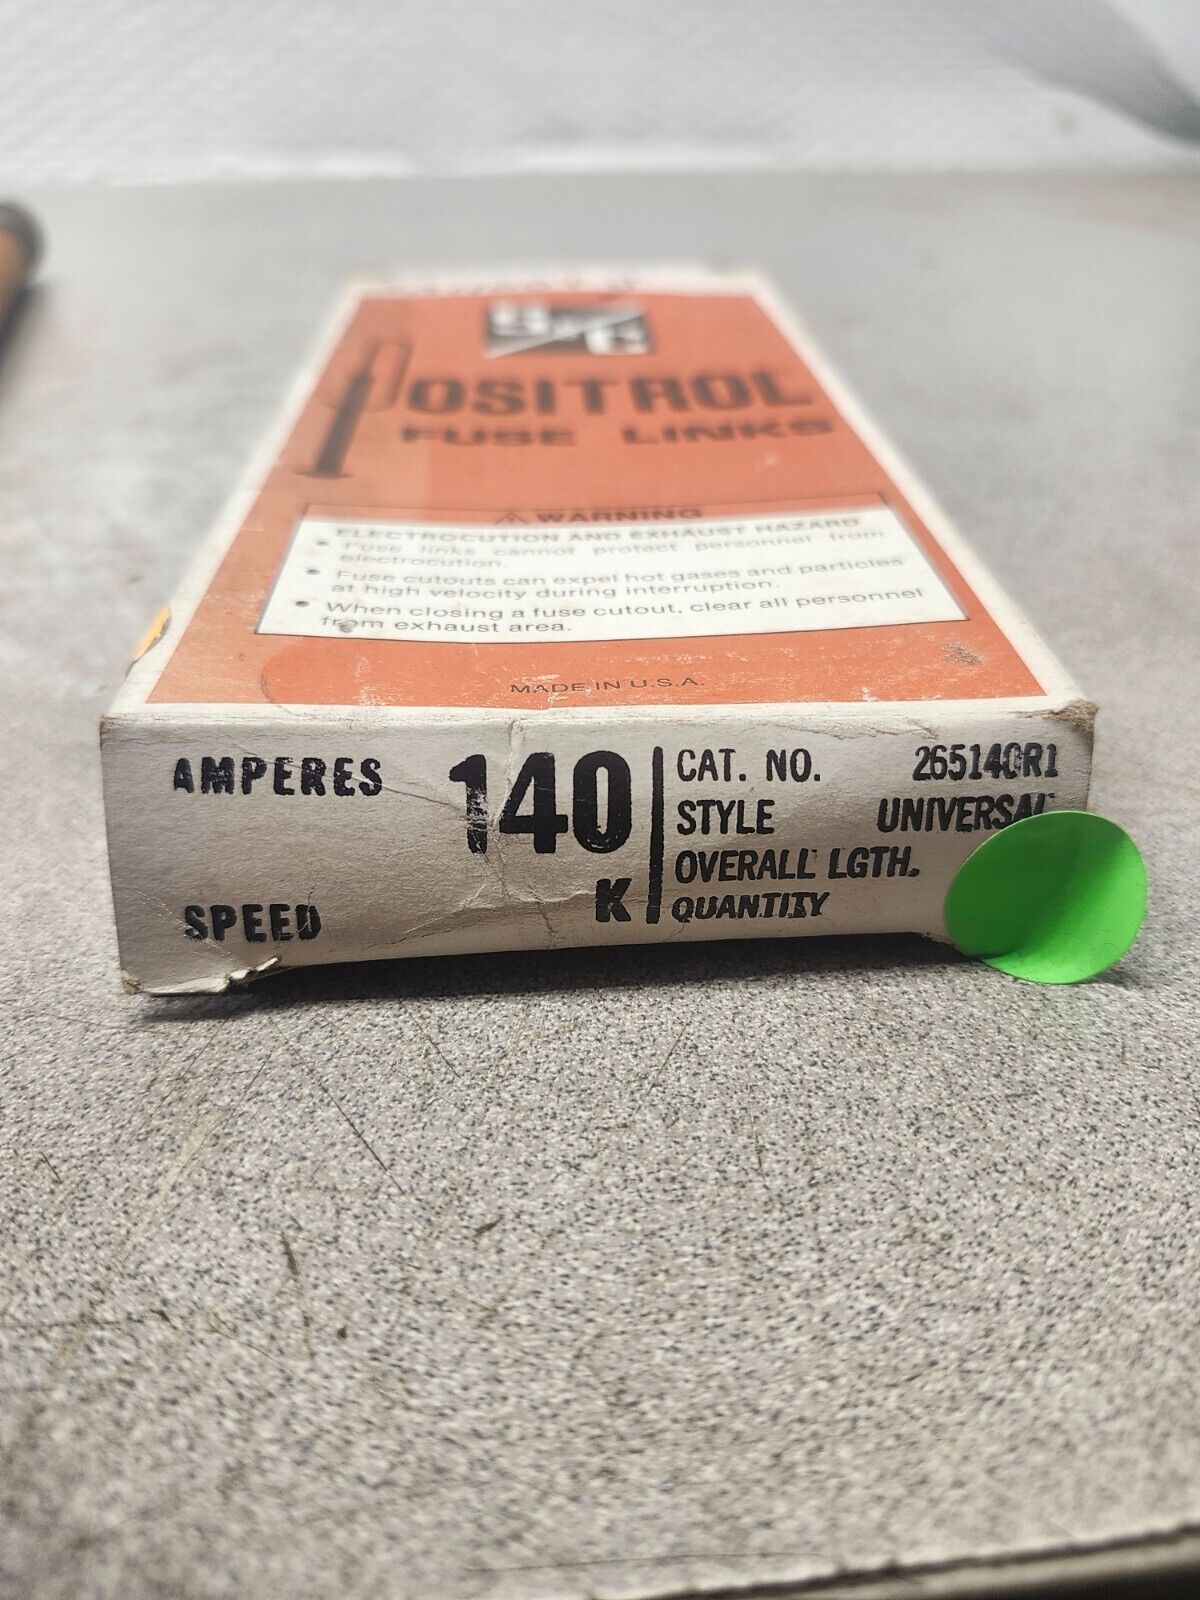 S&C
POSITROL
FUSE LINKS
⚠ WARNING
ELECTROCUTION AND EXHAUST HAZARD
• Fuse links cannot protect personnel from
electrocution.
• Fuse cutouts can expel hot gases and particles
at high velocity during interruption.
• When closing a fuse cutout, clear all personnel
from exhaust area.
MADE IN U.S.A.
AMPERES 140
SPEED K
CAT. NO. 265140R1
STYLE UNIVERSAL
OVERALL LGTH.
QUANTITY